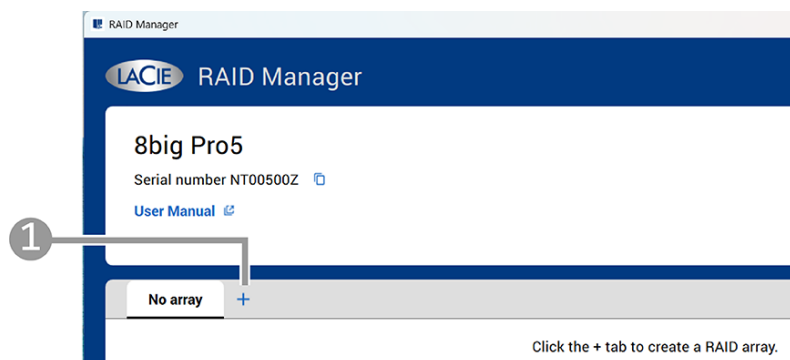 RAID Manager
LACIE RAID Manager
8big Pro5
Serial number NT00500Z
User Manual
1
No array +
Click the + tab to create a RAID array.